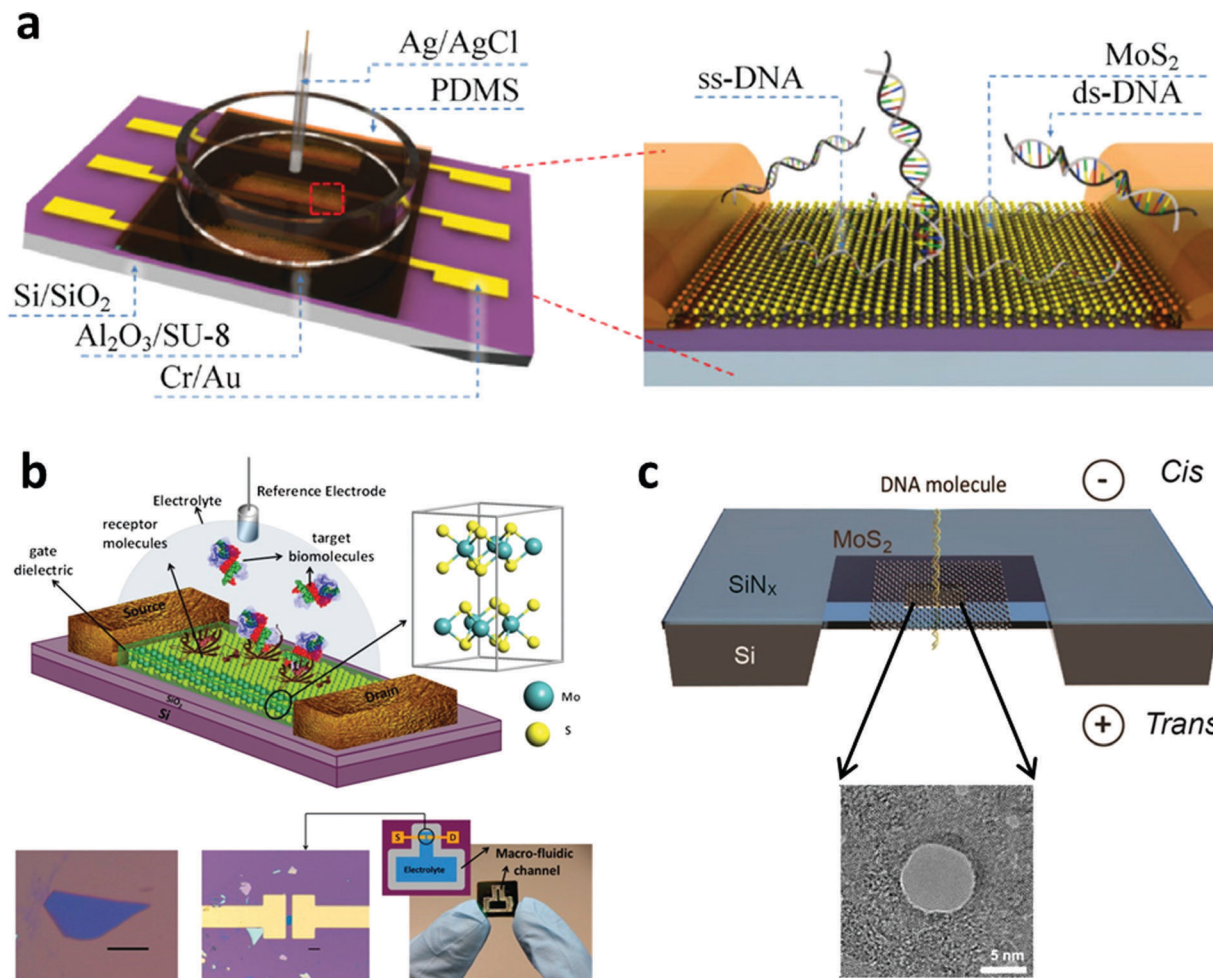 a
Ag/AgCl
PDMS
Si/SiO₂
Al₂O₃/SU-8
Cr/Au
ss-DNA
MoS₂
ds-DNA
b
Reference Electrode
Electrolyte
receptor
molecules
target
biomolecules
gate
dielectric
Source
Drain
SiO₂
Si
Mo
S
S
D
Electrolyte
Macro-fluidic
channel
c
DNA molecule
-
Cis
MoS₂
SiNₓ
Si
+
Trans
5 nm